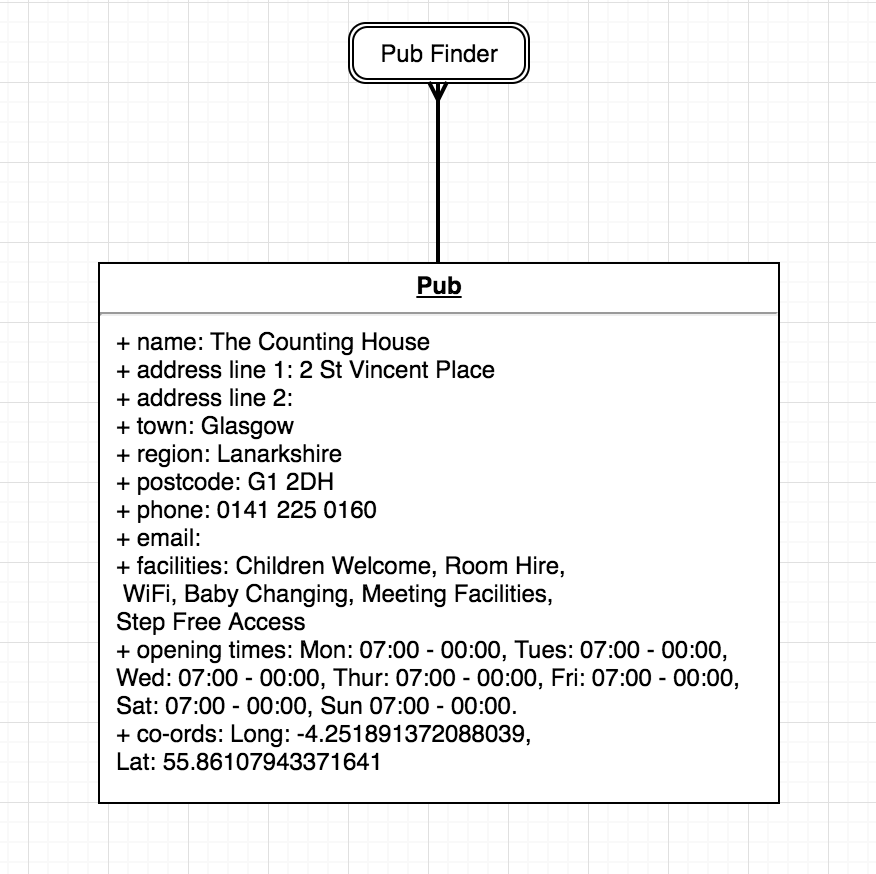 Pub Finder
Pub
+ name: The Counting House
+ address line 1: 2 St Vincent Place
+ address line 2:
+ town: Glasgow
+ region: Lanarkshire
+ postcode: G1 2DH
+ phone: 0141 225 0160
+ email:
+ facilities: Children Welcome, Room Hire,
WiFi, Baby Changing, Meeting Facilities,
Step Free Access
+ opening times: Mon: 07:00 - 00:00, Tues: 07:00 - 00:00,
Wed: 07:00 - 00:00, Thur: 07:00 - 00:00, Fri: 07:00 - 00:00,
Sat: 07:00 - 00:00, Sun 07:00 - 00:00.
+ co-ords: Long: -4.251891372088039,
Lat: 55.86107943371641